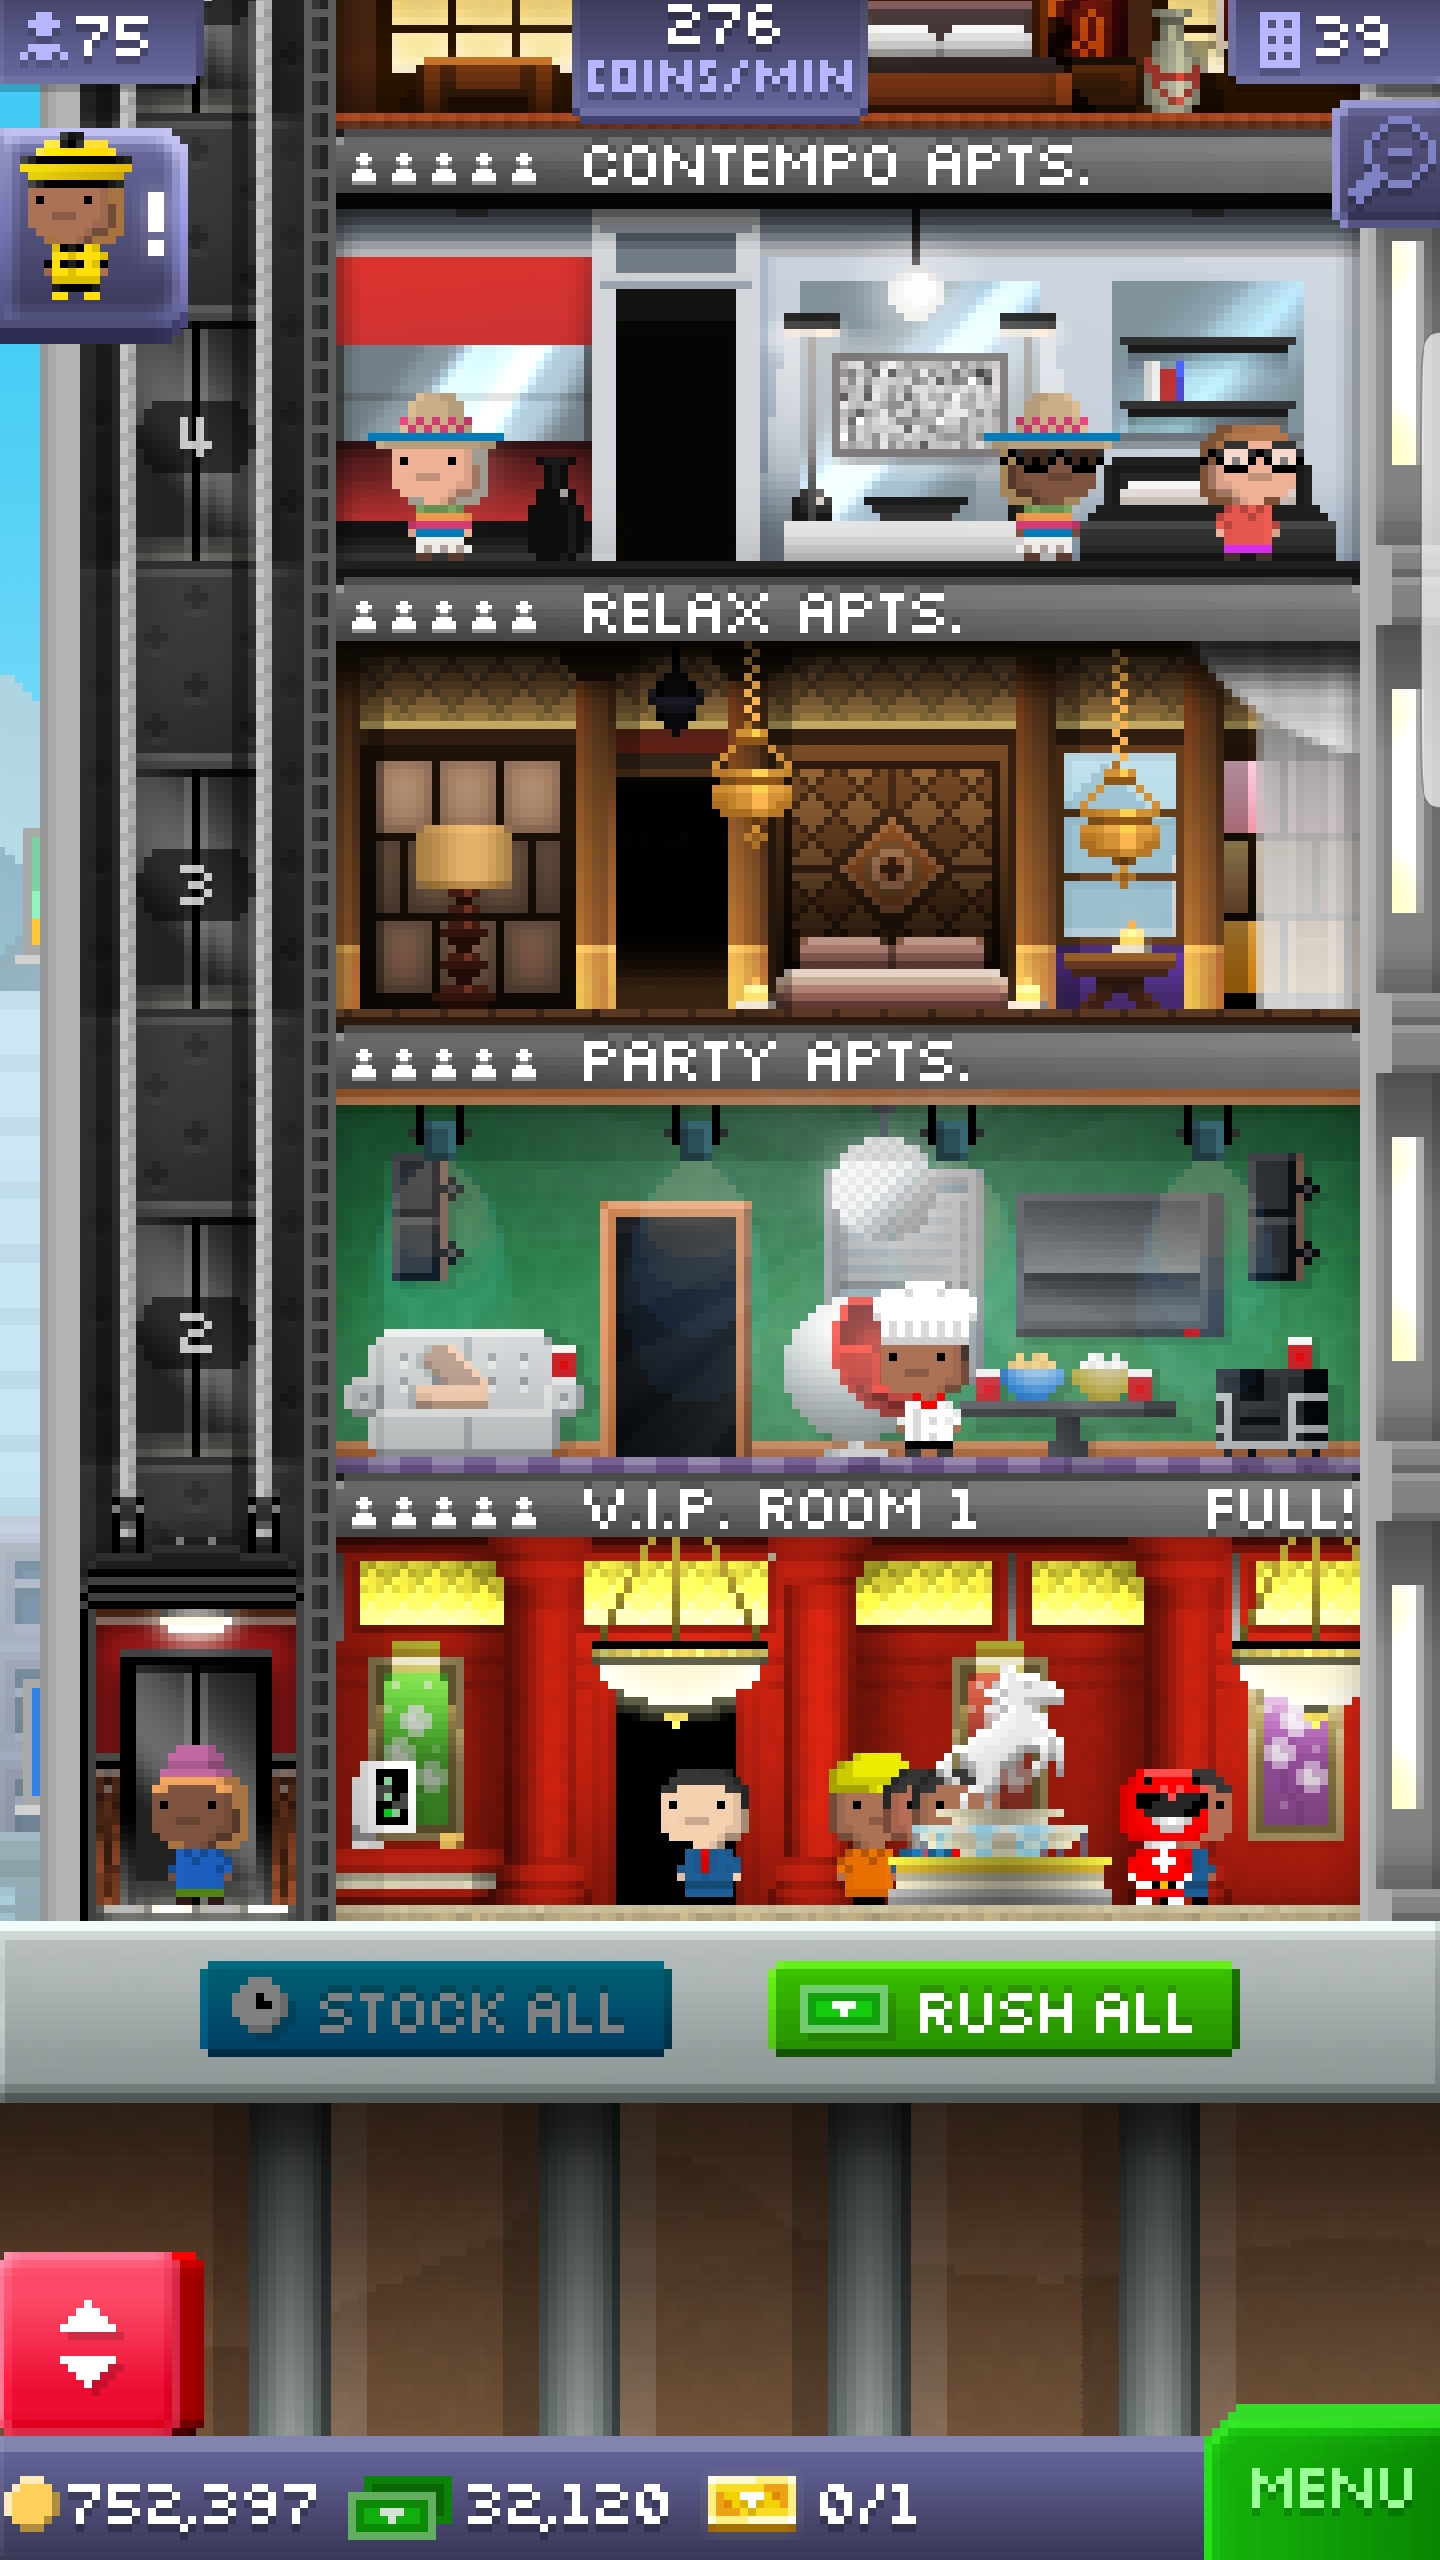 75
276
COINS/MIN
39
!
CONTEMPO APTS.
4
RELAX APTS.
3
PARTY APTS.
2
V.I.P. ROOM 1 FULL!
STOCK ALL
RUSH ALL
752,397
32,120
0/1
MENU